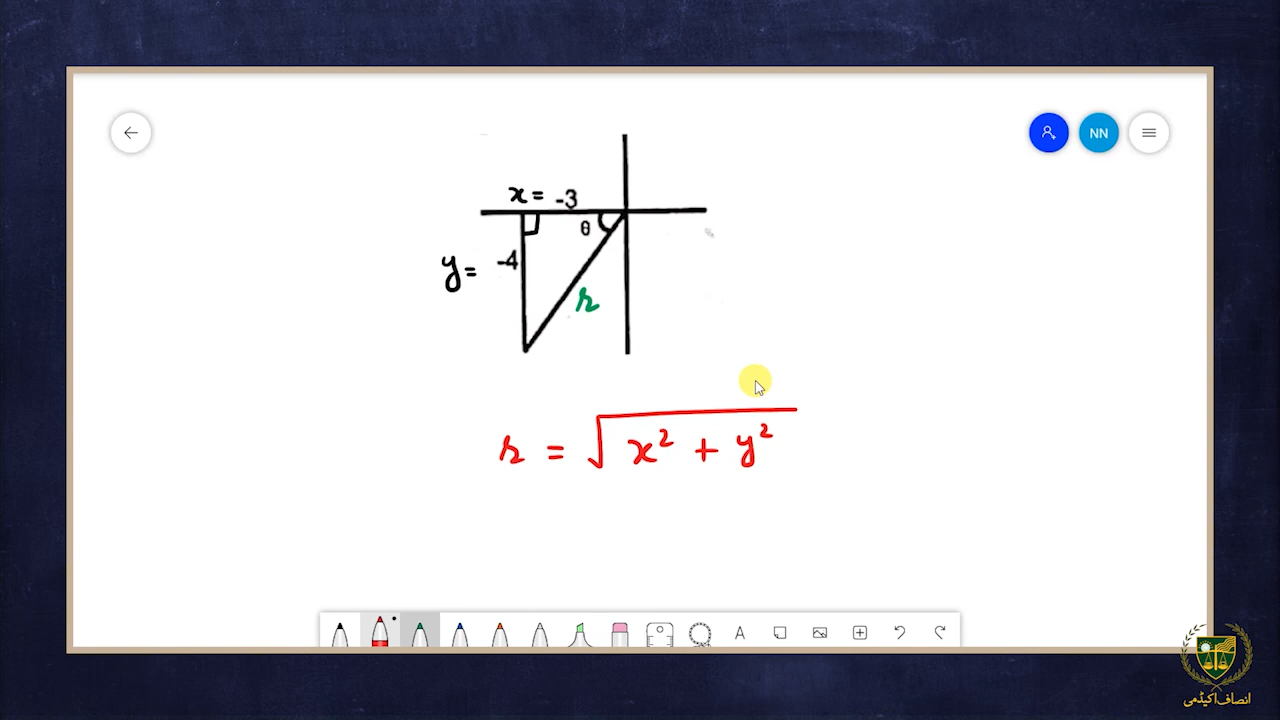 NN
x = -3
θ
y = -4
r
r = √x² + y²
A
انصاف اکیڈمی